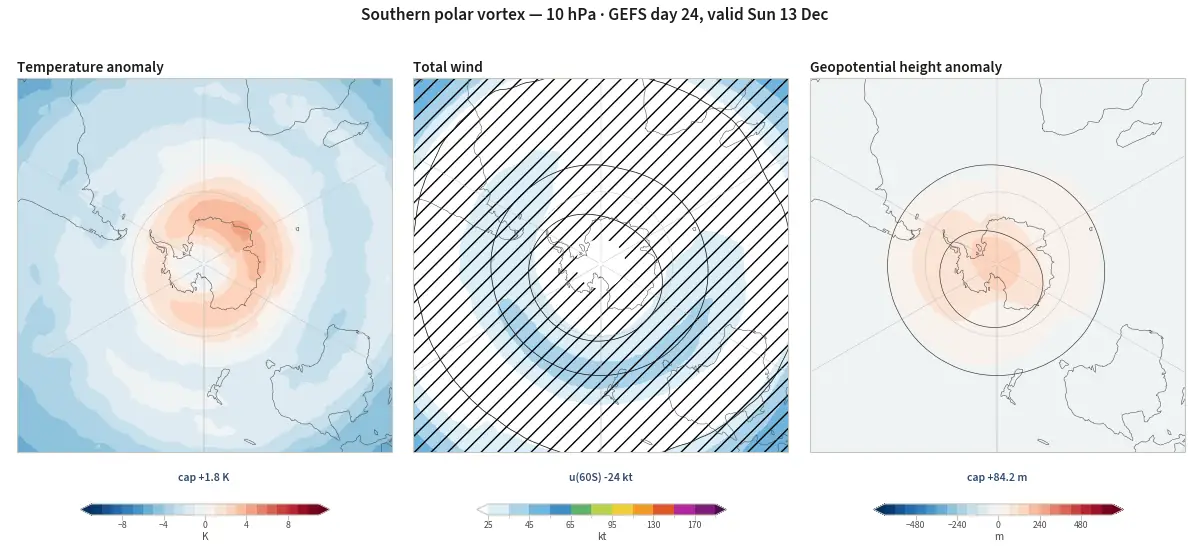 Southern polar vortex — 10 hPa · GEFS day 24, valid Sun 13 Dec
Temperature anomaly
Total wind
Geopotential height anomaly
cap +1.8 K
u(60S) -24 kt
cap +84.2 m
−8 −4 0 4 8
K
25 45 65 95 130 170
kt
−480 −240 0 240 480
m